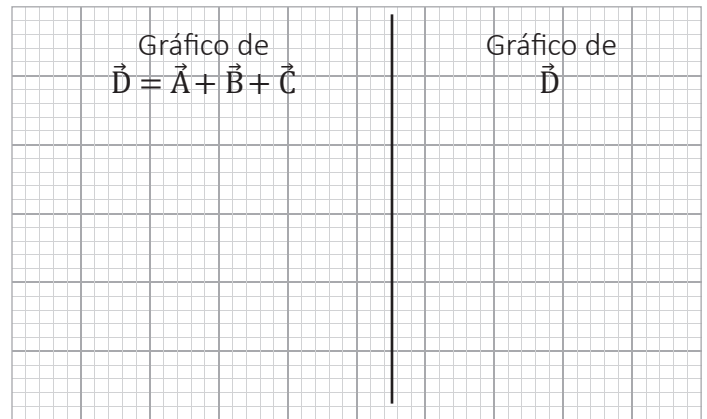 Gráfico de
D⃗ = A⃗ + B⃗ + C⃗
Gráfico de
D⃗